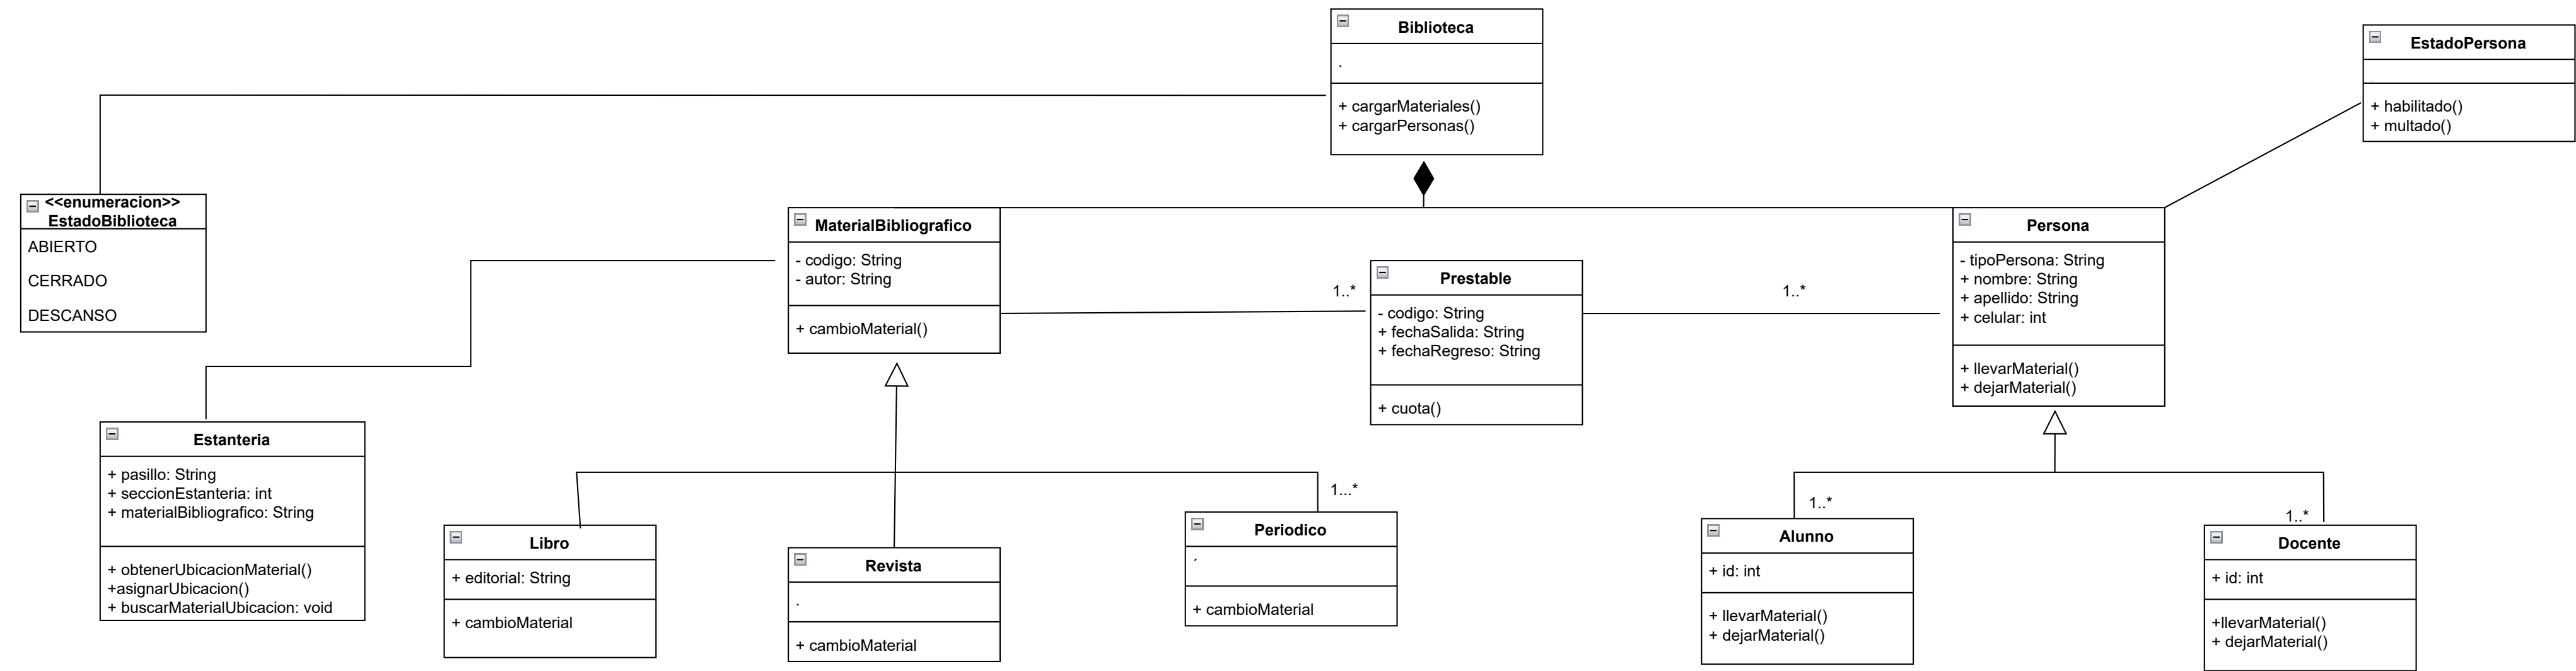 Biblioteca
.
+ cargarMateriales()
+ cargarPersonas()
EstadoPersona
+ habilitado()
+ multado()
<<enumeracion>>
EstadoBiblioteca
ABIERTO
CERRADO
DESCANSO
MaterialBibliografico
- codigo: String
- autor: String
+ cambioMaterial()
1..*
Prestable
- codigo: String
+ fechaSalida: String
+ fechaRegreso: String
+ cuota()
1..*
Persona
- tipoPersona: String
+ nombre: String
+ apellido: String
+ celular: int
+ llevarMaterial()
+ dejarMaterial()
Estanteria
+ pasillo: String
+ seccionEstanteria: int
+ materialBibliografico: String
+ obtenerUbicacionMaterial()
+asignarUbicacion()
+ buscarMaterialUbicacion: void
Libro
+ editorial: String
+ cambioMaterial
Revista
.
+ cambioMaterial
1...*
Periodico
´
+ cambioMaterial
1..*
Alunno
+ id: int
+ llevarMaterial()
+ dejarMaterial()
1..*
Docente
+ id: int
+llevarMaterial()
+ dejarMaterial()